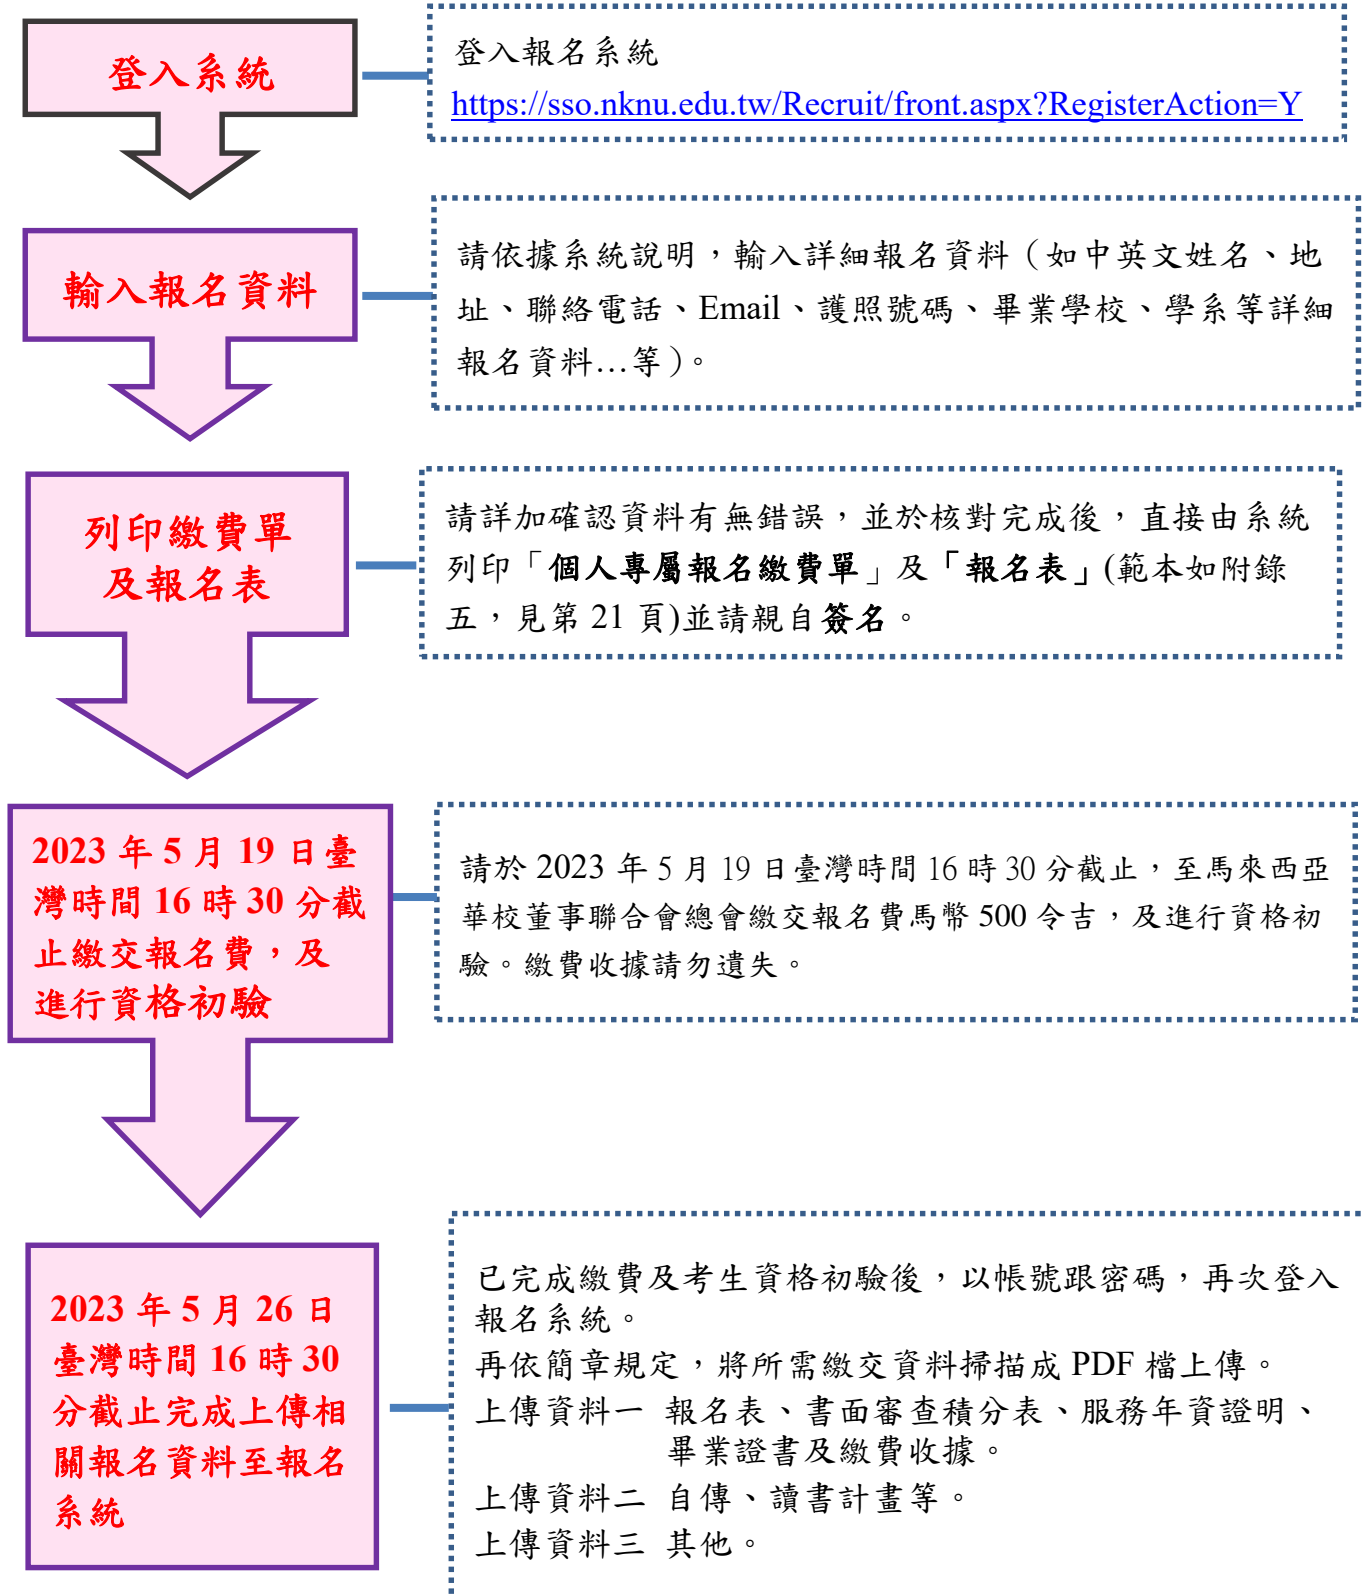 登入系統
登入報名系統
https://sso.nknu.edu.tw/Recruit/front.aspx?RegisterAction=Y
輸入報名資料
請依據系統說明，輸入詳細報名資料（如中英文姓名、地
址、聯絡電話、Email、護照號碼、畢業學校、學系等詳細
報名資料…等）。
列印繳費單
及報名表
請詳加確認資料有無錯誤，並於核對完成後，直接由系統
列印「個人專屬報名繳費單」及「報名表」(範本如附錄
五，見第 21 頁)並請親自簽名。
2023 年 5 月 19 日臺
灣時間 16 時 30 分截
止繳交報名費，及
進行資格初驗
請於 2023 年 5 月 19 日臺灣時間 16 時 30 分截止，至馬來西亞
華校董事聯合會總會繳交報名費馬幣 500 令吉，及進行資格初
驗。繳費收據請勿遺失。
2023 年 5 月 26 日
臺灣時間 16 時 30
分截止完成上傳相
關報名資料至報名
系統
已完成繳費及考生資格初驗後，以帳號跟密碼，再次登入
報名系統。
再依簡章規定，將所需繳交資料掃描成 PDF 檔上傳。
上傳資料一 報名表、書面審查積分表、服務年資證明、
畢業證書及繳費收據。
上傳資料二 自傳、讀書計畫等。
上傳資料三 其他。